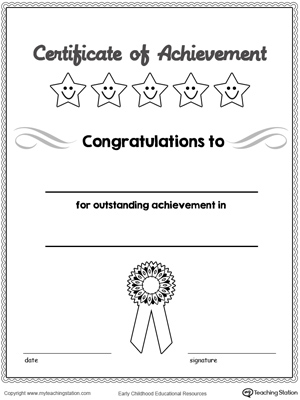 Certificate of Achievement
Congratulations to
for outstanding achievement in
date
signature
Copyright www.myteachingstation.com
Early Childhood Educational Resources
My Teaching Station